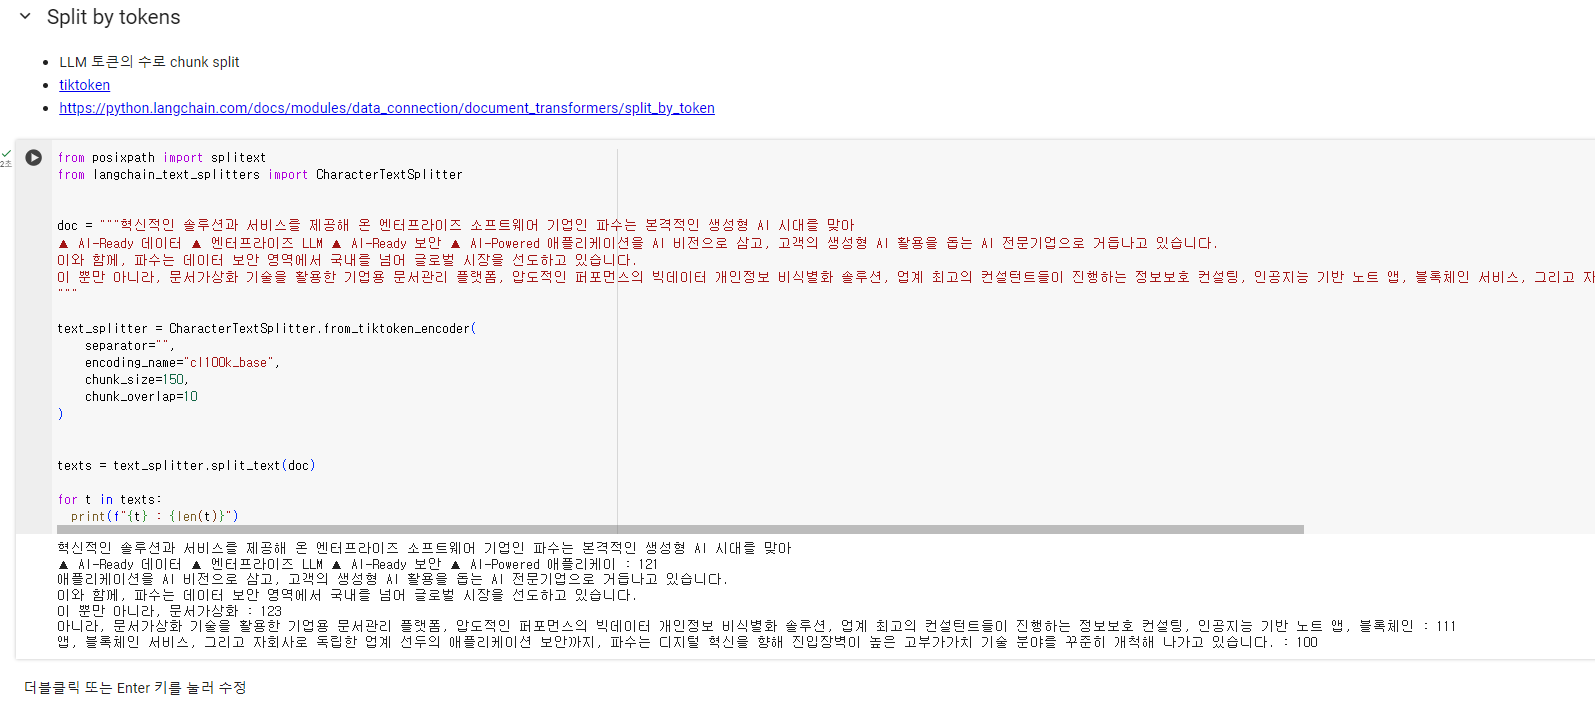 Split by tokens
LLM 토큰의 수로 chunk split
tiktoken
https://python.langchain.com/docs/modules/data_connection/document_transformers/split_by_token
2초
from posixpath import splitext
from langchain_text_splitters import CharacterTextSplitter
doc = """혁신적인 솔루션과 서비스를 제공해 온 엔터프라이즈 소프트웨어 기업인 파수는 본격적인 생성형 AI 시대를 맞아
▲ AI-Ready 데이터 ▲ 엔터프라이즈 LLM ▲ AI-Ready 보안 ▲ AI-Powered 애플리케이션을 AI 비전으로 삼고, 고객의 생성형 AI 활용을 돕는 AI 전문기업으로 거듭나고 있습니다.
이와 함께, 파수는 데이터 보안 영역에서 국내를 넘어 글로벌 시장을 선도하고 있습니다.
이 뿐만 아니라, 문서가상화 기술을 활용한 기업용 문서관리 플랫폼, 압도적인 퍼포먼스의 빅데이터 개인정보 비식별화 솔루션, 업계 최고의 컨설턴트들이 진행하는 정보보호 컨설팅, 인공지능 기반 노트 앱, 블록체인 서비스, 그리고 자
"""
text_splitter = CharacterTextSplitter.from_tiktoken_encoder(
separator="",
encoding_name="cl100k_base",
chunk_size=150,
chunk_overlap=10
)
texts = text_splitter.split_text(doc)
for t in texts:
print(f"{t} : {len(t)}")
혁신적인 솔루션과 서비스를 제공해 온 엔터프라이즈 소프트웨어 기업인 파수는 본격적인 생성형 AI 시대를 맞아
▲ AI-Ready 데이터 ▲ 엔터프라이즈 LLM ▲ AI-Ready 보안 ▲ AI-Powered 애플리케이 : 121
애플리케이션을 AI 비전으로 삼고, 고객의 생성형 AI 활용을 돕는 AI 전문기업으로 거듭나고 있습니다.
이와 함께, 파수는 데이터 보안 영역에서 국내를 넘어 글로벌 시장을 선도하고 있습니다.
이 뿐만 아니라, 문서가상화 : 123
아니라, 문서가상화 기술을 활용한 기업용 문서관리 플랫폼, 압도적인 퍼포먼스의 빅데이터 개인정보 비식별화 솔루션, 업계 최고의 컨설턴트들이 진행하는 정보보호 컨설팅, 인공지능 기반 노트 앱, 블록체인 : 111
앱, 블록체인 서비스, 그리고 자회사로 독립한 업계 선두의 애플리케이션 보안까지, 파수는 디지털 혁신을 향해 진입장벽이 높은 고부가가치 기술 분야를 꾸준히 개척해 나가고 있습니다. : 100
더블클릭 또는 Enter 키를 눌러 수정